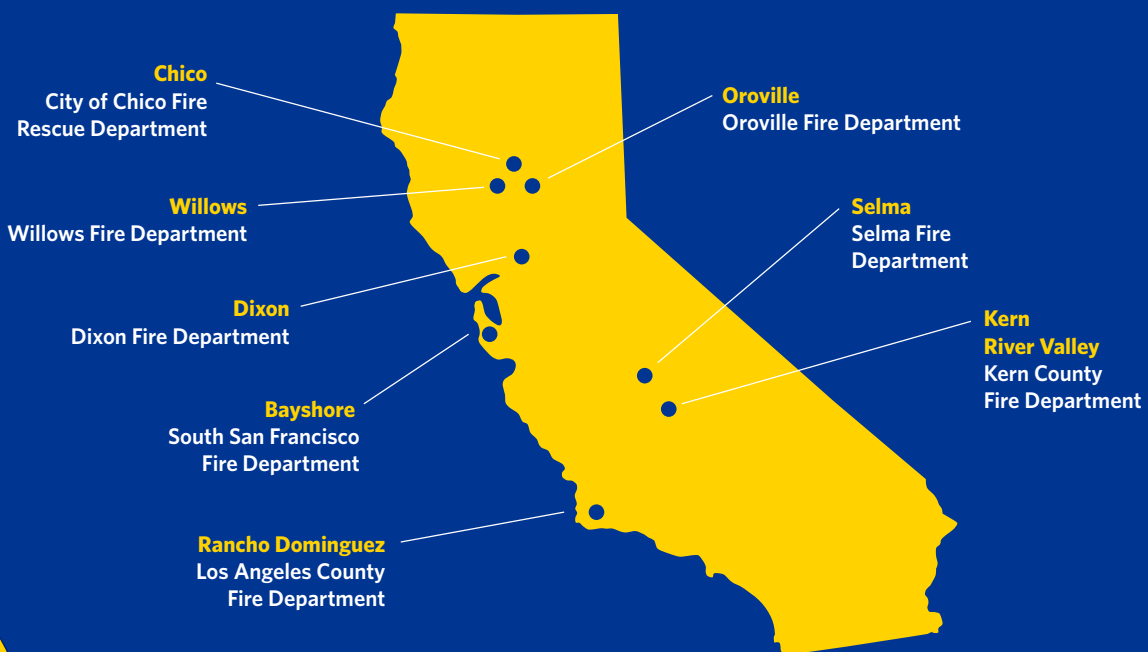 Chico
City of Chico Fire
Rescue Department
Willows
Willows Fire Department
Dixon
Dixon Fire Department
Bayshore
South San Francisco
Fire Department
Rancho Dominguez
Los Angeles County
Fire Department
Oroville
Oroville Fire Department
Selma
Selma Fire
Department
Kern
River Valley
Kern County
Fire Department